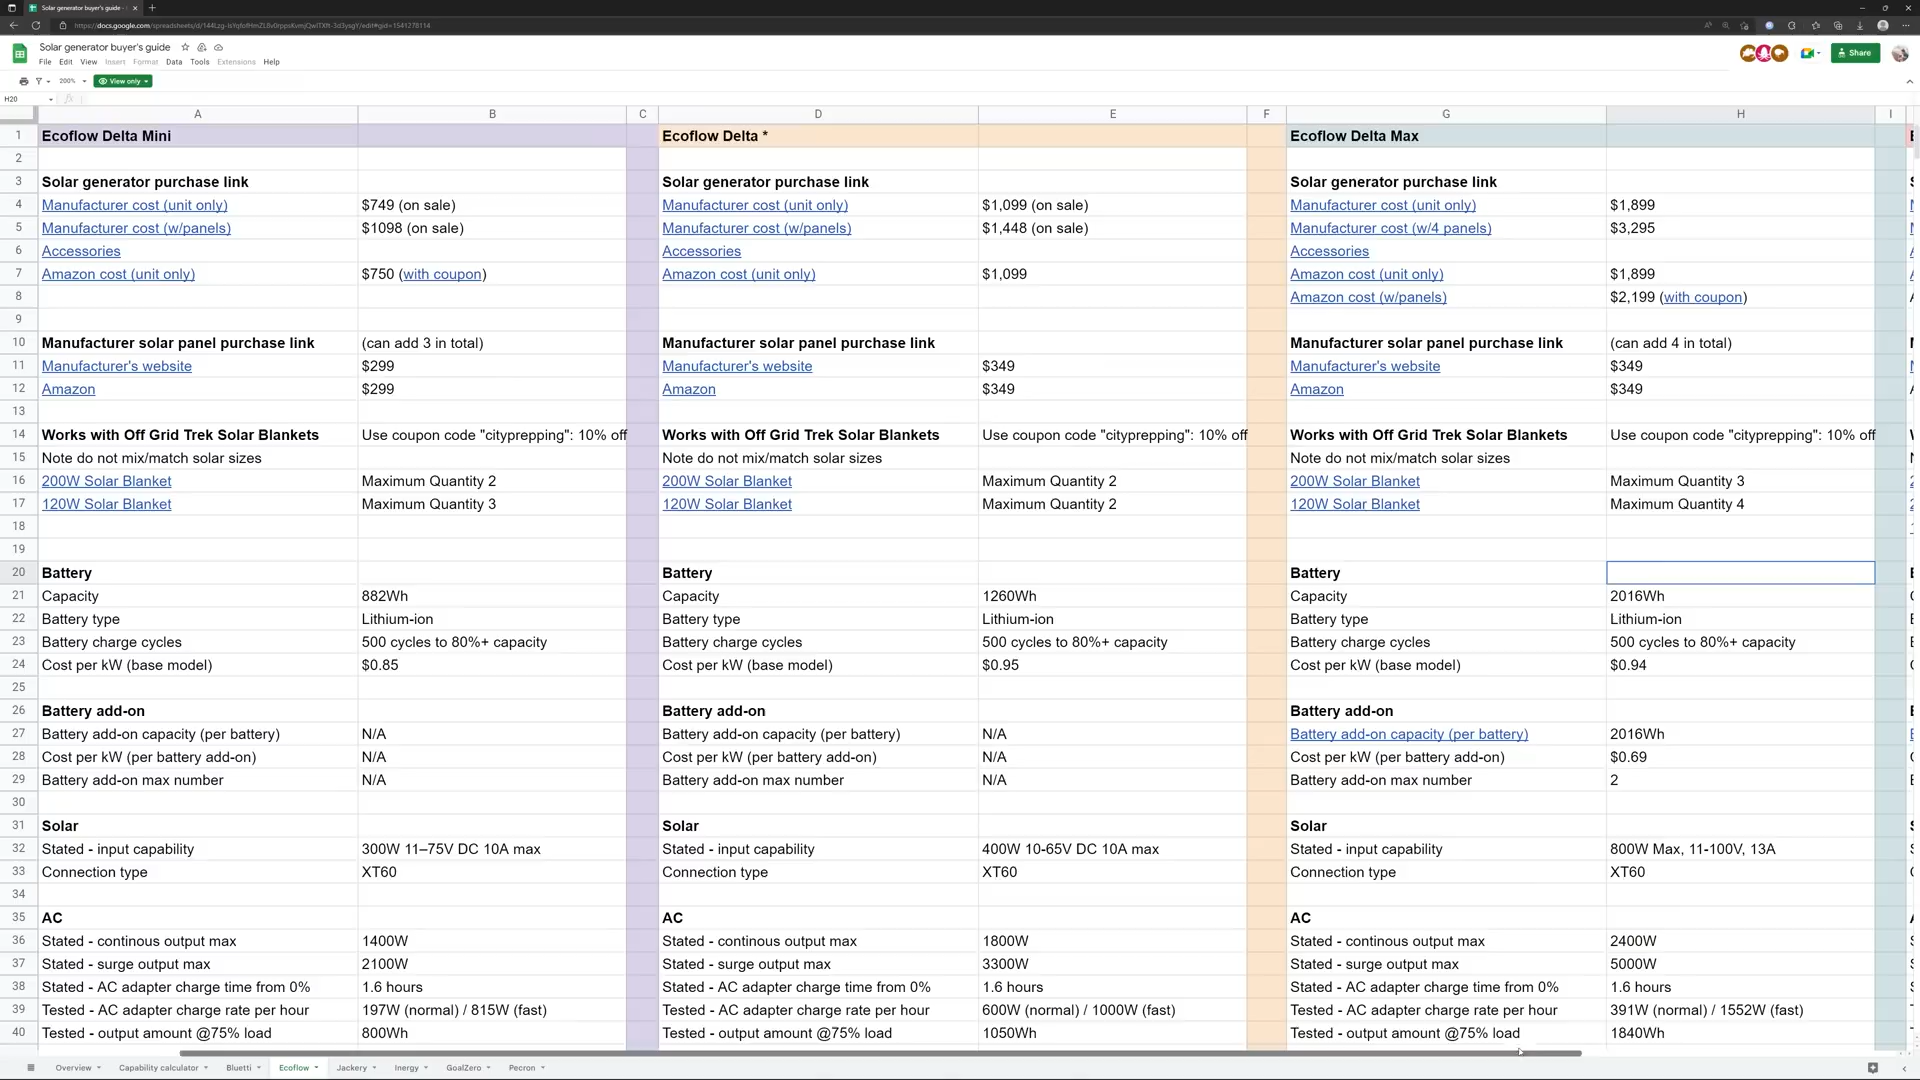 Solar generator buyer's guide -
https://docs.google.com/spreadsheets/d/
Solar generator buyer's guide
File Edit View Insert Format Data Tools Extensions Help
Share
200% View only
H20
A B C D E F G H I
1 Ecoflow Delta Mini Ecoflow Delta * Ecoflow Delta Max
2
3 Solar generator purchase link Solar generator purchase link Solar generator purchase link
4 Manufacturer cost (unit only) $749 (on sale) Manufacturer cost (unit only) $1,099 (on sale) Manufacturer cost (unit only) $1,899
5 Manufacturer cost (w/panels) $1098 (on sale) Manufacturer cost (w/panels) $1,448 (on sale) Manufacturer cost (w/4 panels) $3,295
6 Accessories Accessories Accessories
7 Amazon cost (unit only) $750 (with coupon) Amazon cost (unit only) $1,099 Amazon cost (unit only) $1,899
8 Amazon cost (w/panels) $2,199 (with coupon)
9
10 Manufacturer solar panel purchase link (can add 3 in total) Manufacturer solar panel purchase link Manufacturer solar panel purchase link (can add 4 in total)
11 Manufacturer's website $299 Manufacturer's website $349 Manufacturer's website $349
12 Amazon $299 Amazon $349 Amazon $349
13
14 Works with Off Grid Trek Solar Blankets Use coupon code "cityprepping": 10% off Works with Off Grid Trek Solar Blankets Use coupon code "cityprepping": 10% off Works with Off Grid Trek Solar Blankets Use coupon code "cityprepping": 10% off
15 Note do not mix/match solar sizes Note do not mix/match solar sizes Note do not mix/match solar sizes
16 200W Solar Blanket Maximum Quantity 2 200W Solar Blanket Maximum Quantity 2 200W Solar Blanket Maximum Quantity 3
17 120W Solar Blanket Maximum Quantity 3 120W Solar Blanket Maximum Quantity 2 120W Solar Blanket Maximum Quantity 4
18
19
20 Battery Battery Battery
21 Capacity 882Wh Capacity 1260Wh Capacity 2016Wh
22 Battery type Lithium-ion Battery type Lithium-ion Battery type Lithium-ion
23 Battery charge cycles 500 cycles to 80%+ capacity Battery charge cycles 500 cycles to 80%+ capacity Battery charge cycles 500 cycles to 80%+ capacity
24 Cost per kW (base model) $0.85 Cost per kW (base model) $0.95 Cost per kW (base model) $0.94
25
26 Battery add-on Battery add-on Battery add-on
27 Battery add-on capacity (per battery) N/A Battery add-on capacity (per battery) N/A Battery add-on capacity (per battery) 2016Wh
28 Cost per kW (per battery add-on) N/A Cost per kW (per battery add-on) N/A Cost per kW (per battery add-on) $0.69
29 Battery add-on max number N/A Battery add-on max number N/A Battery add-on max number 2
30
31 Solar Solar Solar
32 Stated - input capability 300W 11–75V DC 10A max Stated - input capability 400W 10-65V DC 10A max Stated - input capability 800W Max, 11-100V, 13A
33 Connection type XT60 Connection type XT60 Connection type XT60
34
35 AC AC AC
36 Stated - continous output max 1400W Stated - continous output max 1800W Stated - continous output max 2400W
37 Stated - surge output max 2100W Stated - surge output max 3300W Stated - surge output max 5000W
38 Stated - AC adapter charge time from 0% 1.6 hours Stated - AC adapter charge time from 0% 1.6 hours Stated - AC adapter charge time from 0% 1.6 hours
39 Tested - AC adapter charge rate per hour 197W (normal) / 815W (fast) Tested - AC adapter charge rate per hour 600W (normal) / 1000W (fast) Tested - AC adapter charge rate per hour 391W (normal) / 1552W (fast)
40 Tested - output amount @75% load 800Wh Tested - output amount @75% load 1050Wh Tested - output amount @75% load 1840Wh
Overview Capability calculator Bluetti Ecoflow Jackery Inergy GoalZero Pecron